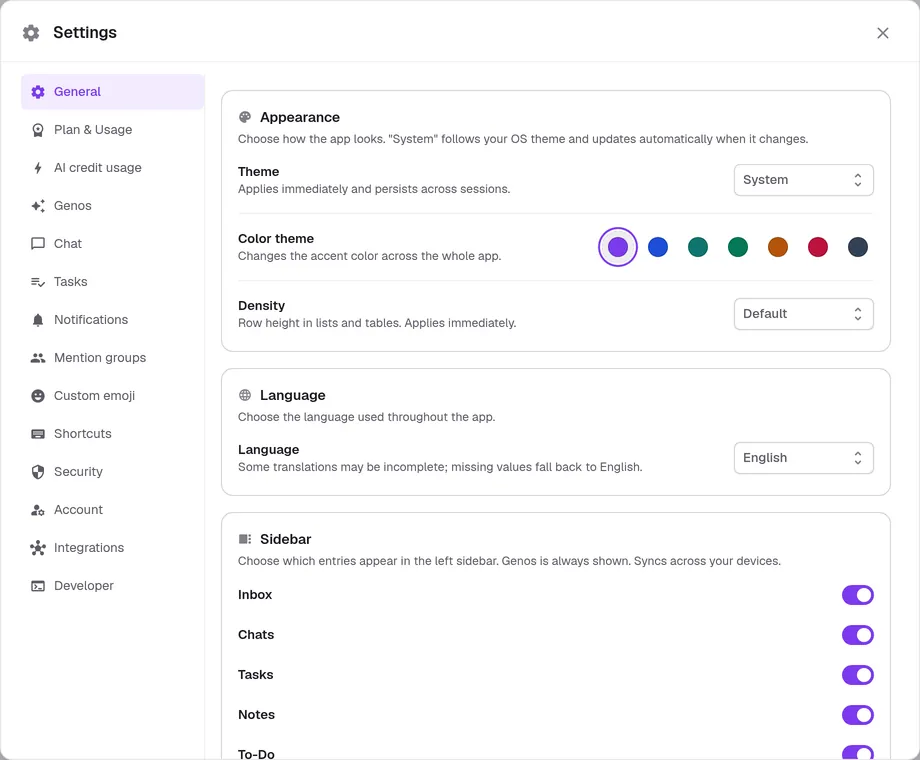 Settings
General
Plan & Usage
AI credit usage
Genos
Chat
Tasks
Notifications
Mention groups
Custom emoji
Shortcuts
Security
Account
Integrations
Developer
Appearance
Choose how the app looks. "System" follows your OS theme and updates automatically when it changes.
Theme
Applies immediately and persists across sessions.
System
Color theme
Changes the accent color across the whole app.
Density
Row height in lists and tables. Applies immediately.
Default
Language
Choose the language used throughout the app.
Language
Some translations may be incomplete; missing values fall back to English.
English
Sidebar
Choose which entries appear in the left sidebar. Genos is always shown. Syncs across your devices.
Inbox
Chats
Tasks
Notes
To-Do